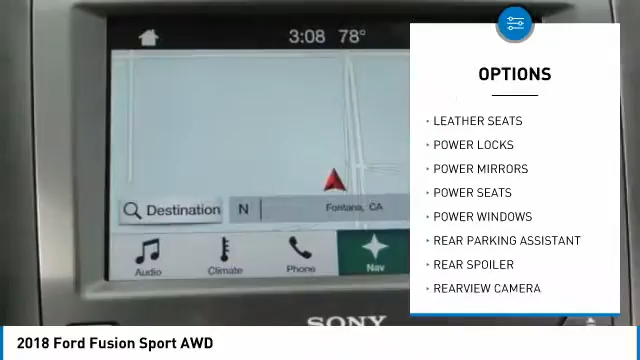 3:08 78°
Destination
N
Fontana, CA
Audio
Climate
Phone
Nav
SONY
OPTIONS
LEATHER SEATS
POWER LOCKS
POWER MIRRORS
POWER SEATS
POWER WINDOWS
REAR PARKING ASSISTANT
REAR SPOILER
REARVIEW CAMERA
2018 Ford Fusion Sport AWD